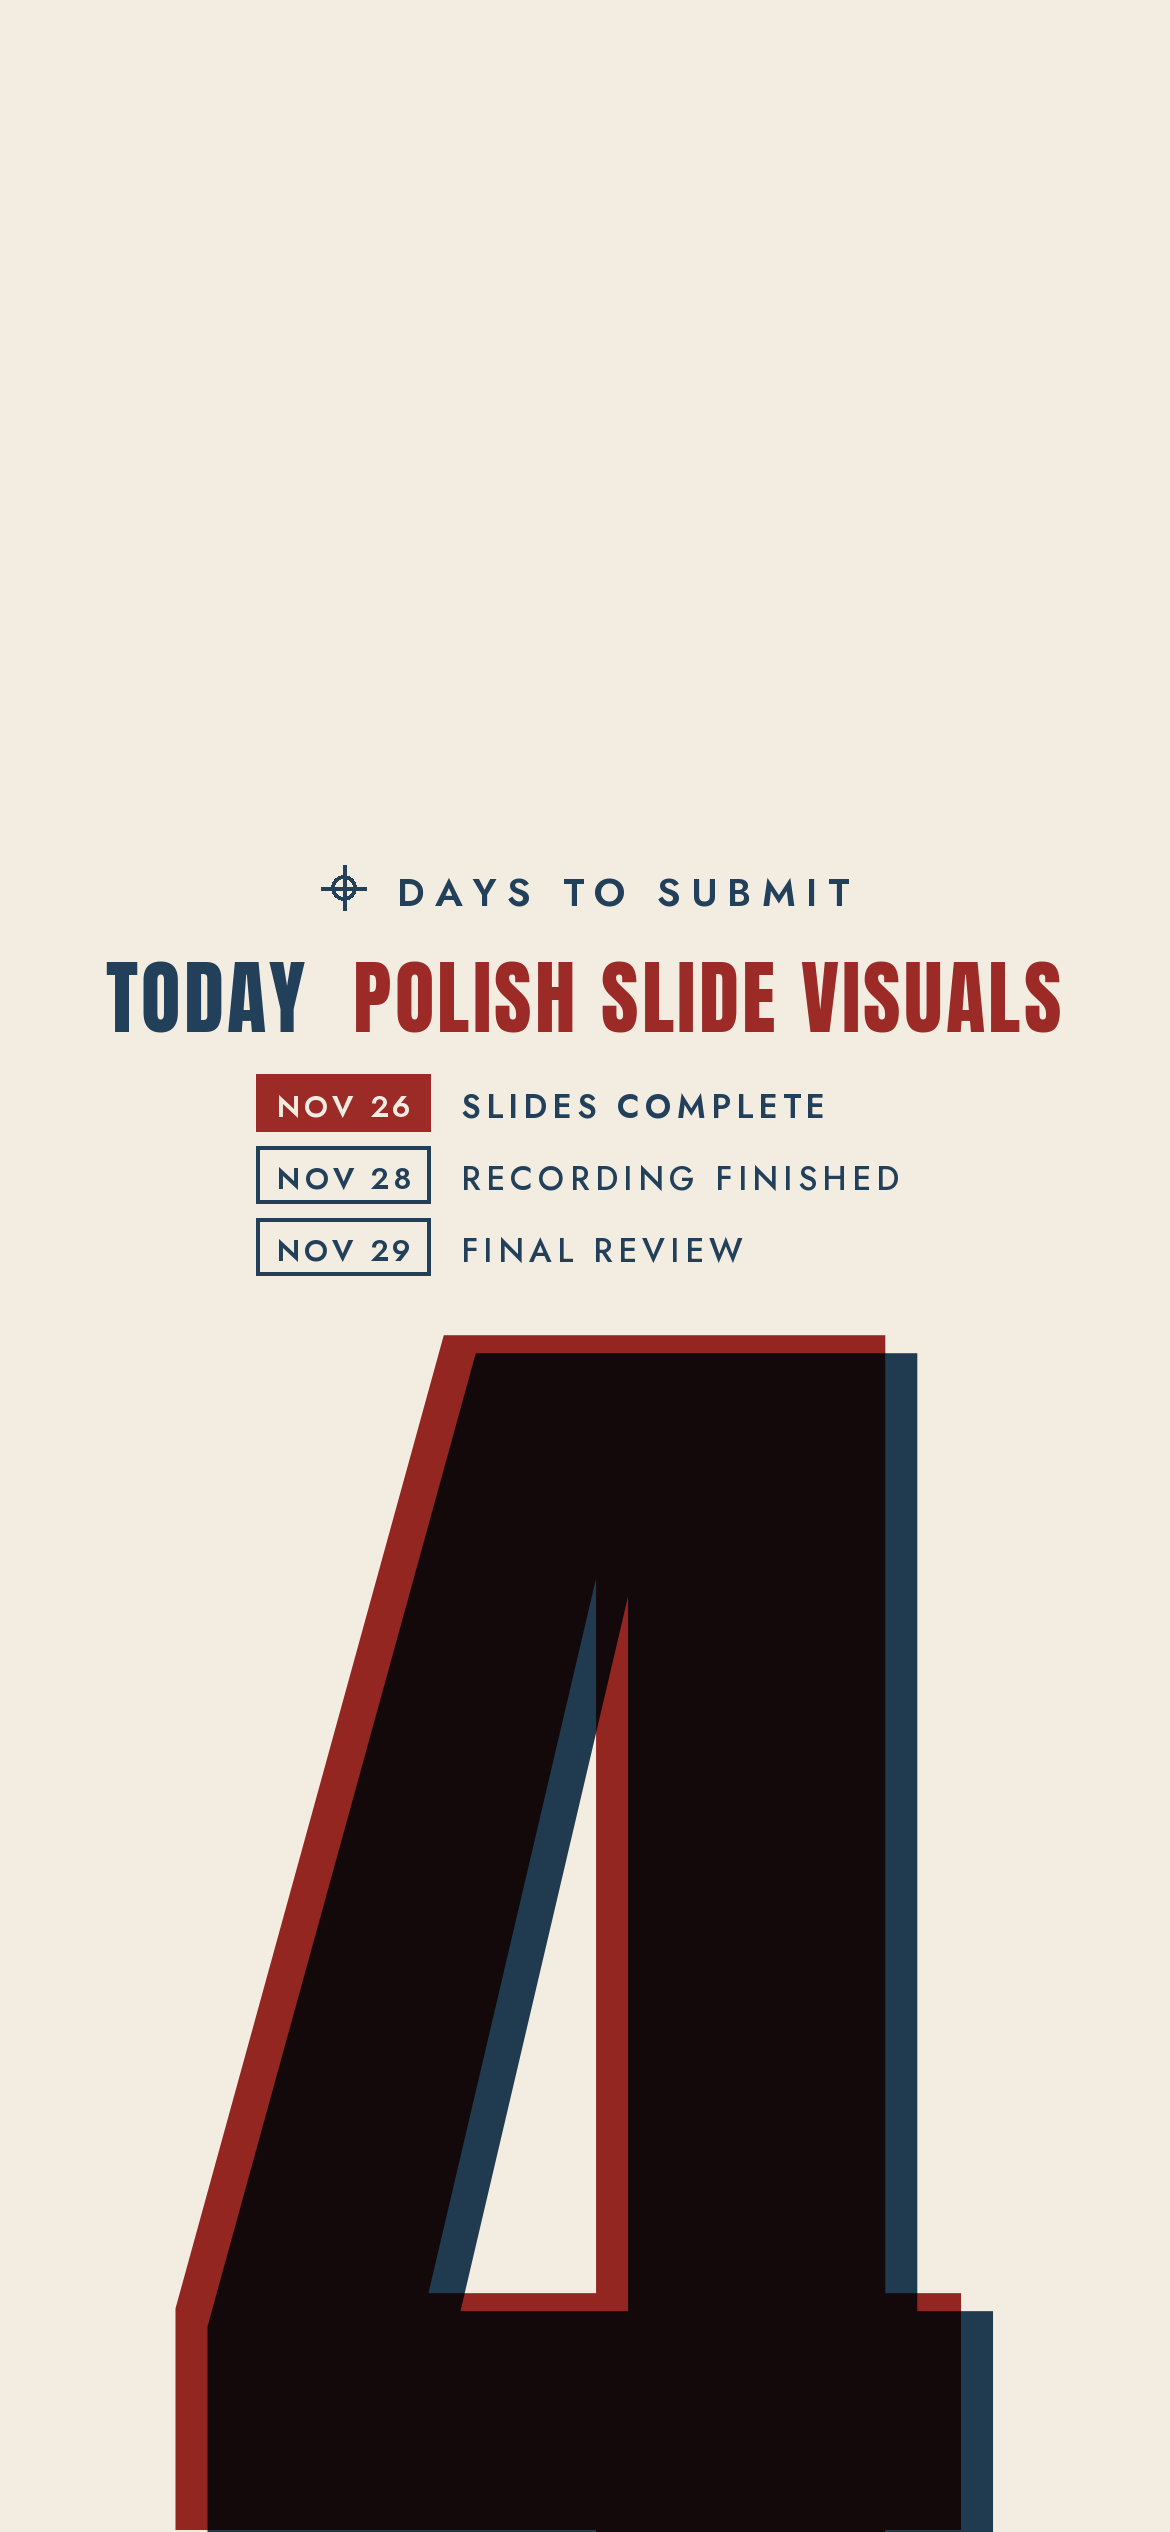 DAYS TO SUBMIT
TODAY POLISH SLIDE VISUALS
NOV 26 SLIDES COMPLETE
NOV 28 RECORDING FINISHED
NOV 29 FINAL REVIEW
4